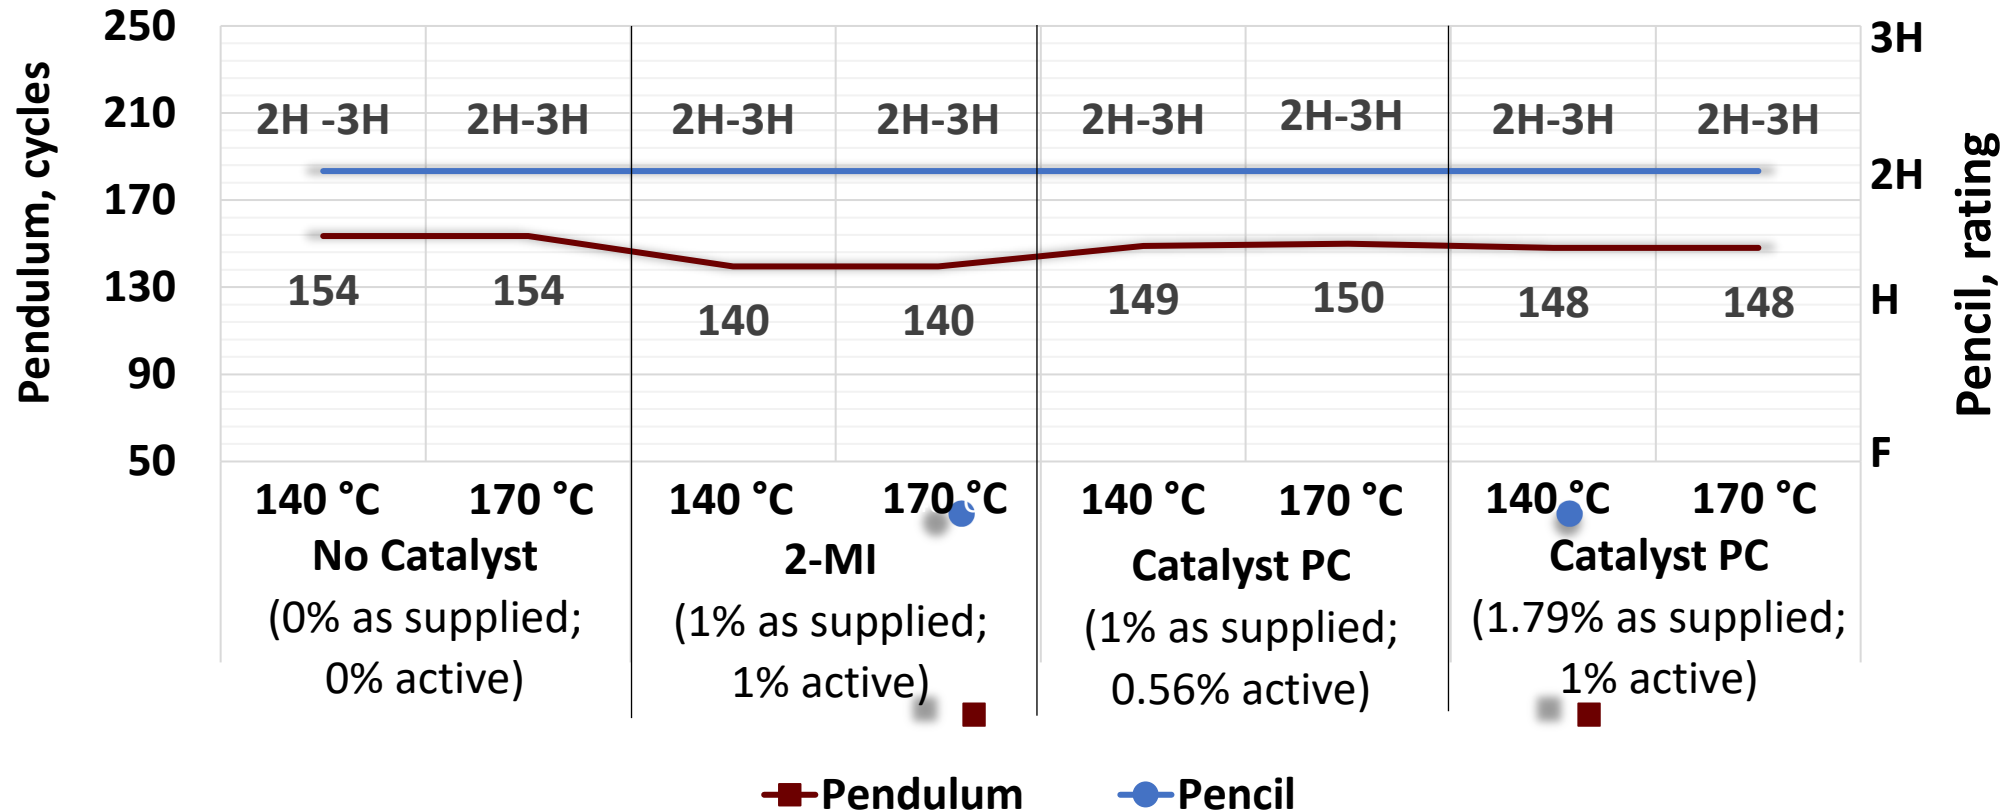 Pendulum, cycles
250
210
170
130
90
50
3H
2H
H
F
Pencil, rating
2H -3H 2H-3H 2H-3H 2H-3H 2H-3H 2H-3H 2H-3H 2H-3H
154 154 140 140 149 150 148 148
140 °C 170 °C 140 °C 170 °C 140 °C 170 °C 140 °C 170 °C
No Catalyst
(0% as supplied;
0% active)
2-MI
(1% as supplied;
1% active)
Catalyst PC
(1% as supplied;
0.56% active)
Catalyst PC
(1.79% as supplied;
1% active)
Pendulum Pencil